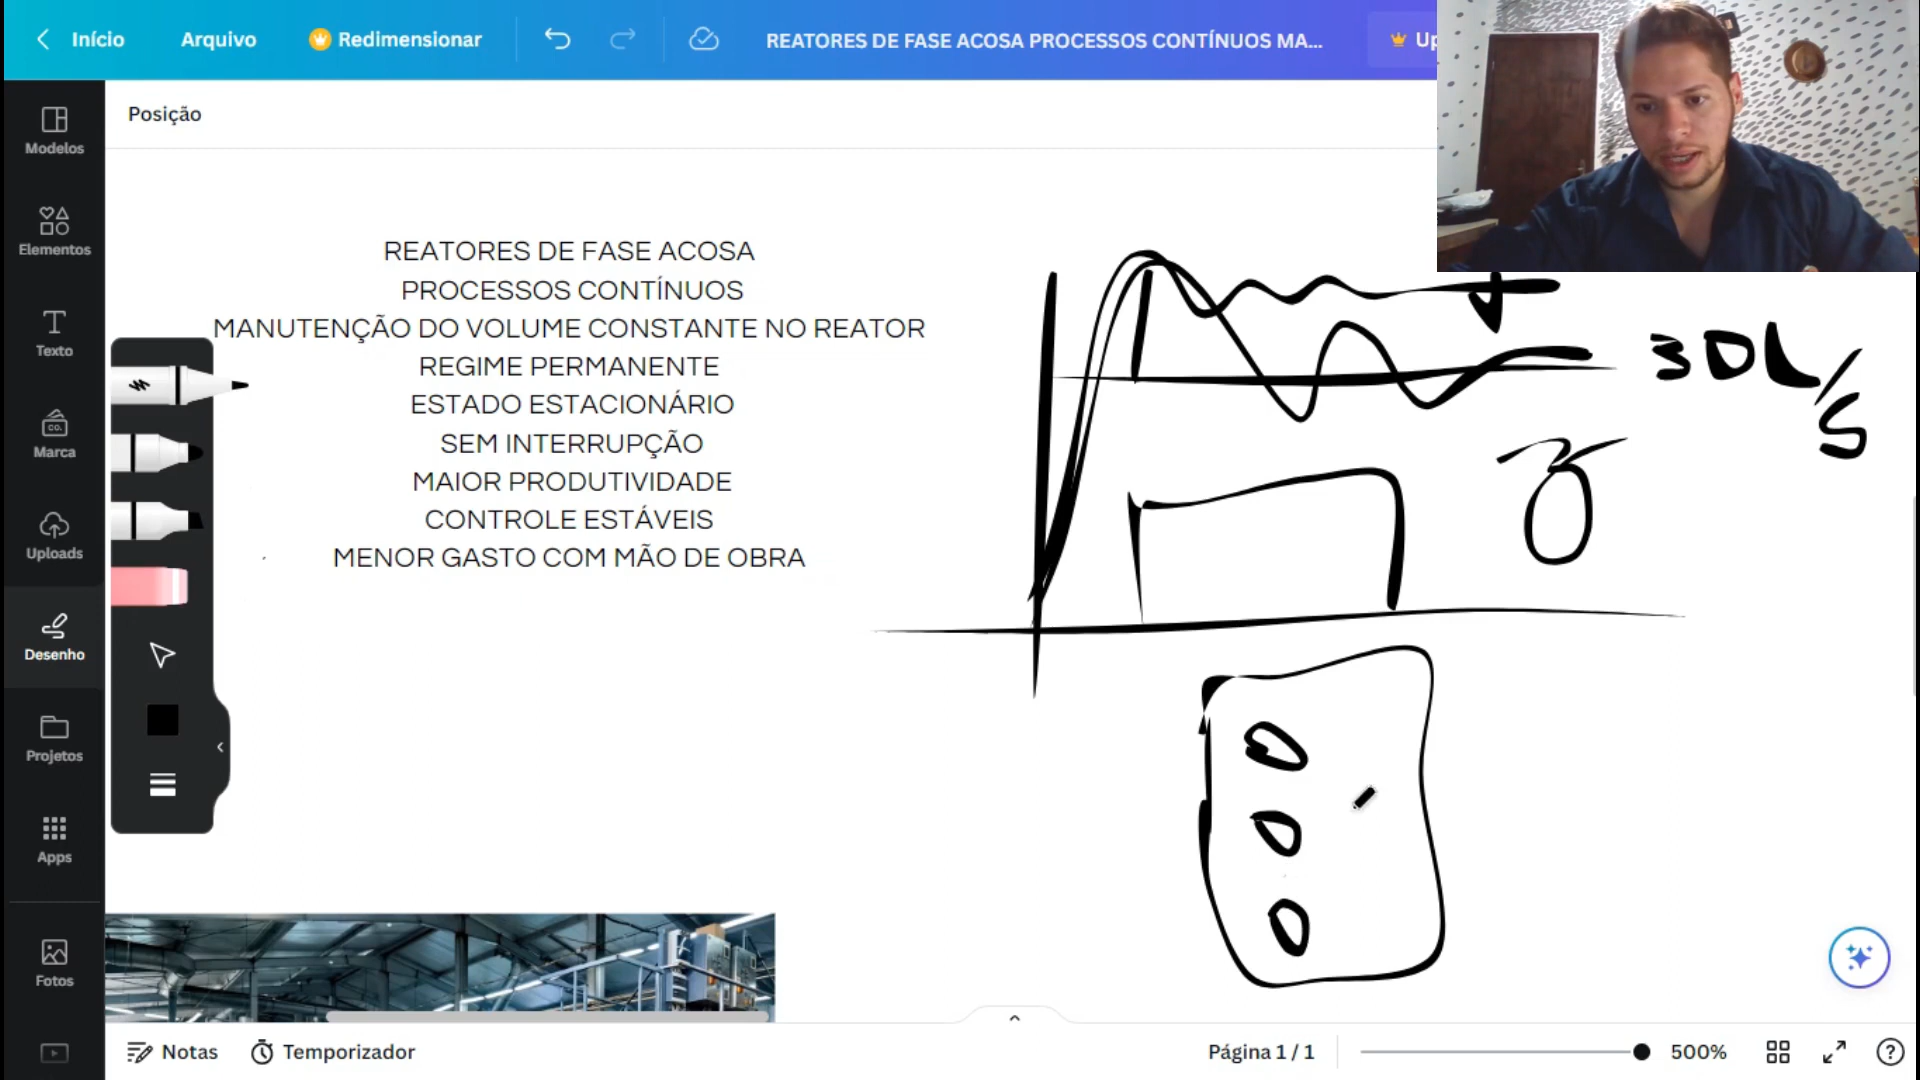 Início
Arquivo
Redimensionar
REATORES DE FASE ACOSA PROCESSOS CONTÍNUOS MA...
Up
Posição
Modelos
Elementos
Texto
Marca
CO.
Uploads
Desenho
Projetos
Apps
Fotos
REATORES DE FASE ACOSA
PROCESSOS CONTÍNUOS
MANUTENÇÃO DO VOLUME CONSTANTE NO REATOR
REGIME PERMANENTE
ESTADO ESTACIONÁRIO
SEM INTERRUPÇÃO
MAIOR PRODUTIVIDADE
CONTROLE ESTÁVEIS
MENOR GASTO COM MÃO DE OBRA
30L/S
Notas
Temporizador
Página 1 / 1
500%